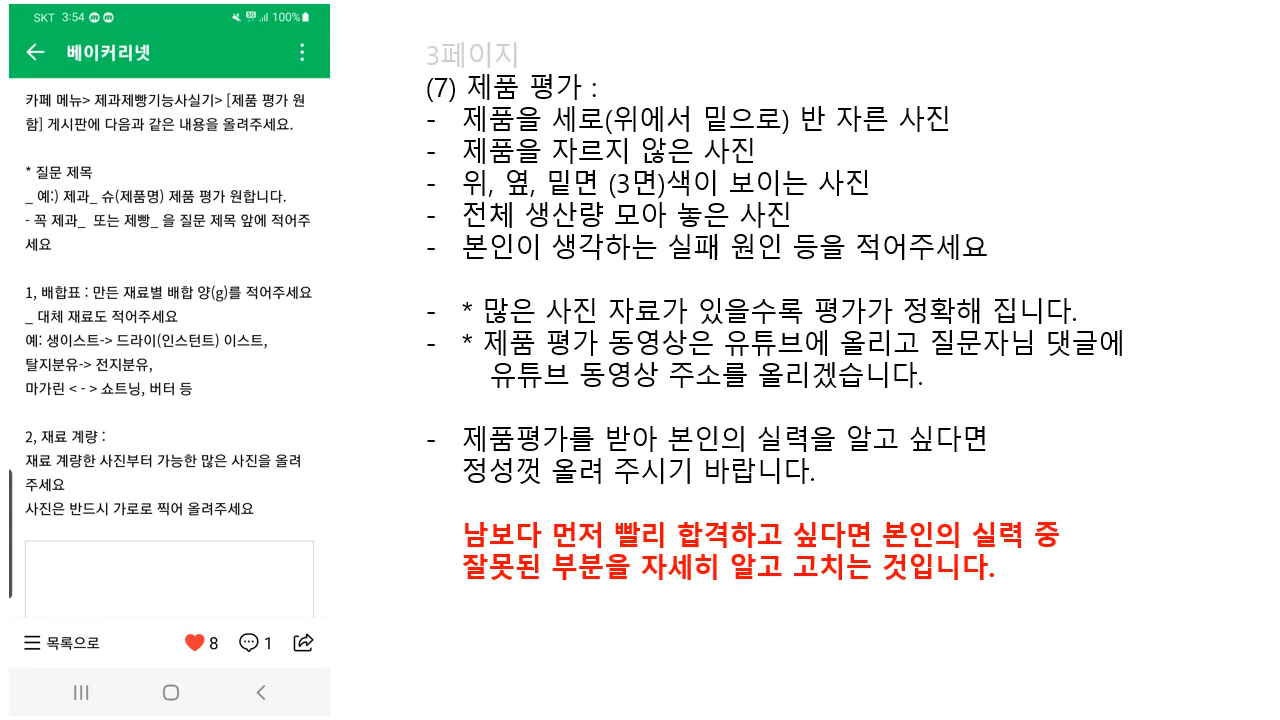 SKT 3:54
100%
베이커리넷
카페 메뉴> 제과제빵기능사실기> [제품 평가 원
함] 게시판에 다음과 같은 내용을 올려주세요.
* 질문 제목
_ 예:) 제과_ 슈(제품명) 제품 평가 원합니다.
- 꼭 제과_ 또는 제빵_ 을 질문 제목 앞에 적어주
세요
1, 배합표 : 만든 재료별 배합 양(g)를 적어주세요
_ 대체 재료도 적어주세요
예: 생이스트-> 드라이(인스턴트) 이스트,
탈지분유-> 전지분유,
마가린 < - > 쇼트닝, 버터 등
2, 재료 계량 :
재료 계량한 사진부터 가능한 많은 사진을 올려
주세요
사진은 반드시 가로로 찍어 올려주세요
목록으로
8
1
3페이지
(7) 제품 평가 :
- 제품을 세로(위에서 밑으로) 반 자른 사진
- 제품을 자르지 않은 사진
- 위, 옆, 밑면 (3면)색이 보이는 사진
- 전체 생산량 모아 놓은 사진
- 본인이 생각하는 실패 원인 등을 적어주세요
- * 많은 사진 자료가 있을수록 평가가 정확해 집니다.
- * 제품 평가 동영상은 유튜브에 올리고 질문자님 댓글에
유튜브 동영상 주소를 올리겠습니다.
- 제품평가를 받아 본인의 실력을 알고 싶다면
정성껏 올려 주시기 바랍니다.
남보다 먼저 빨리 합격하고 싶다면 본인의 실력 중
잘못된 부분을 자세히 알고 고치는 것입니다.